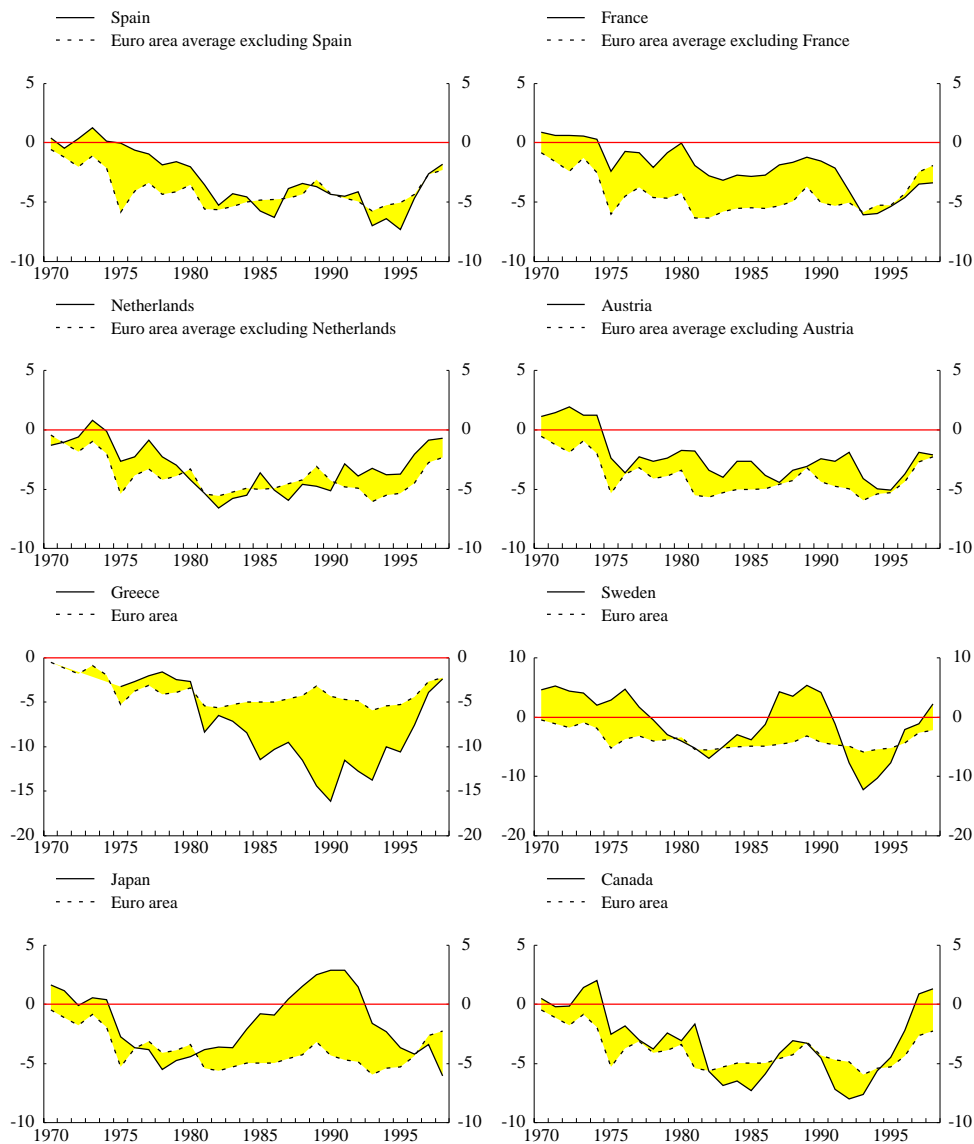 Spain
Euro area average excluding Spain
5 5
0 0
-5 -5
-10 -10
1970 1975 1980 1985 1990 1995
France
Euro area average excluding France
5 5
0 0
-5 -5
-10 -10
1970 1975 1980 1985 1990 1995
Netherlands
Euro area average excluding Netherlands
5 5
0 0
-5 -5
-10 -10
1970 1975 1980 1985 1990 1995
Austria
Euro area average excluding Austria
5 5
0 0
-5 -5
-10 -10
1970 1975 1980 1985 1990 1995
Greece
Euro area
0 0
-5 -5
-10 -10
-15 -15
-20 -20
1970 1975 1980 1985 1990 1995
Sweden
Euro area
10 10
0 0
-10 -10
-20 -20
1970 1975 1980 1985 1990 1995
Japan
Euro area
5 5
0 0
-5 -5
-10 -10
1970 1975 1980 1985 1990 1995
Canada
Euro area
5 5
0 0
-5 -5
-10 -10
1970 1975 1980 1985 1990 1995